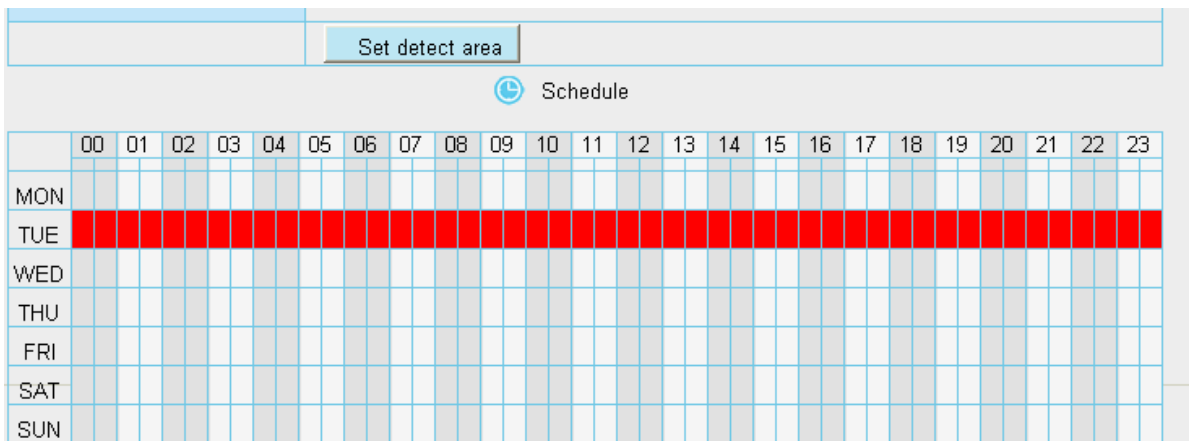 Set detect area
Schedule
00 01 02 03 04 05 06 07 08 09 10 11 12 13 14 15 16 17 18 19 20 21 22 23
MON
TUE
WED
THU
FRI
SAT
SUN